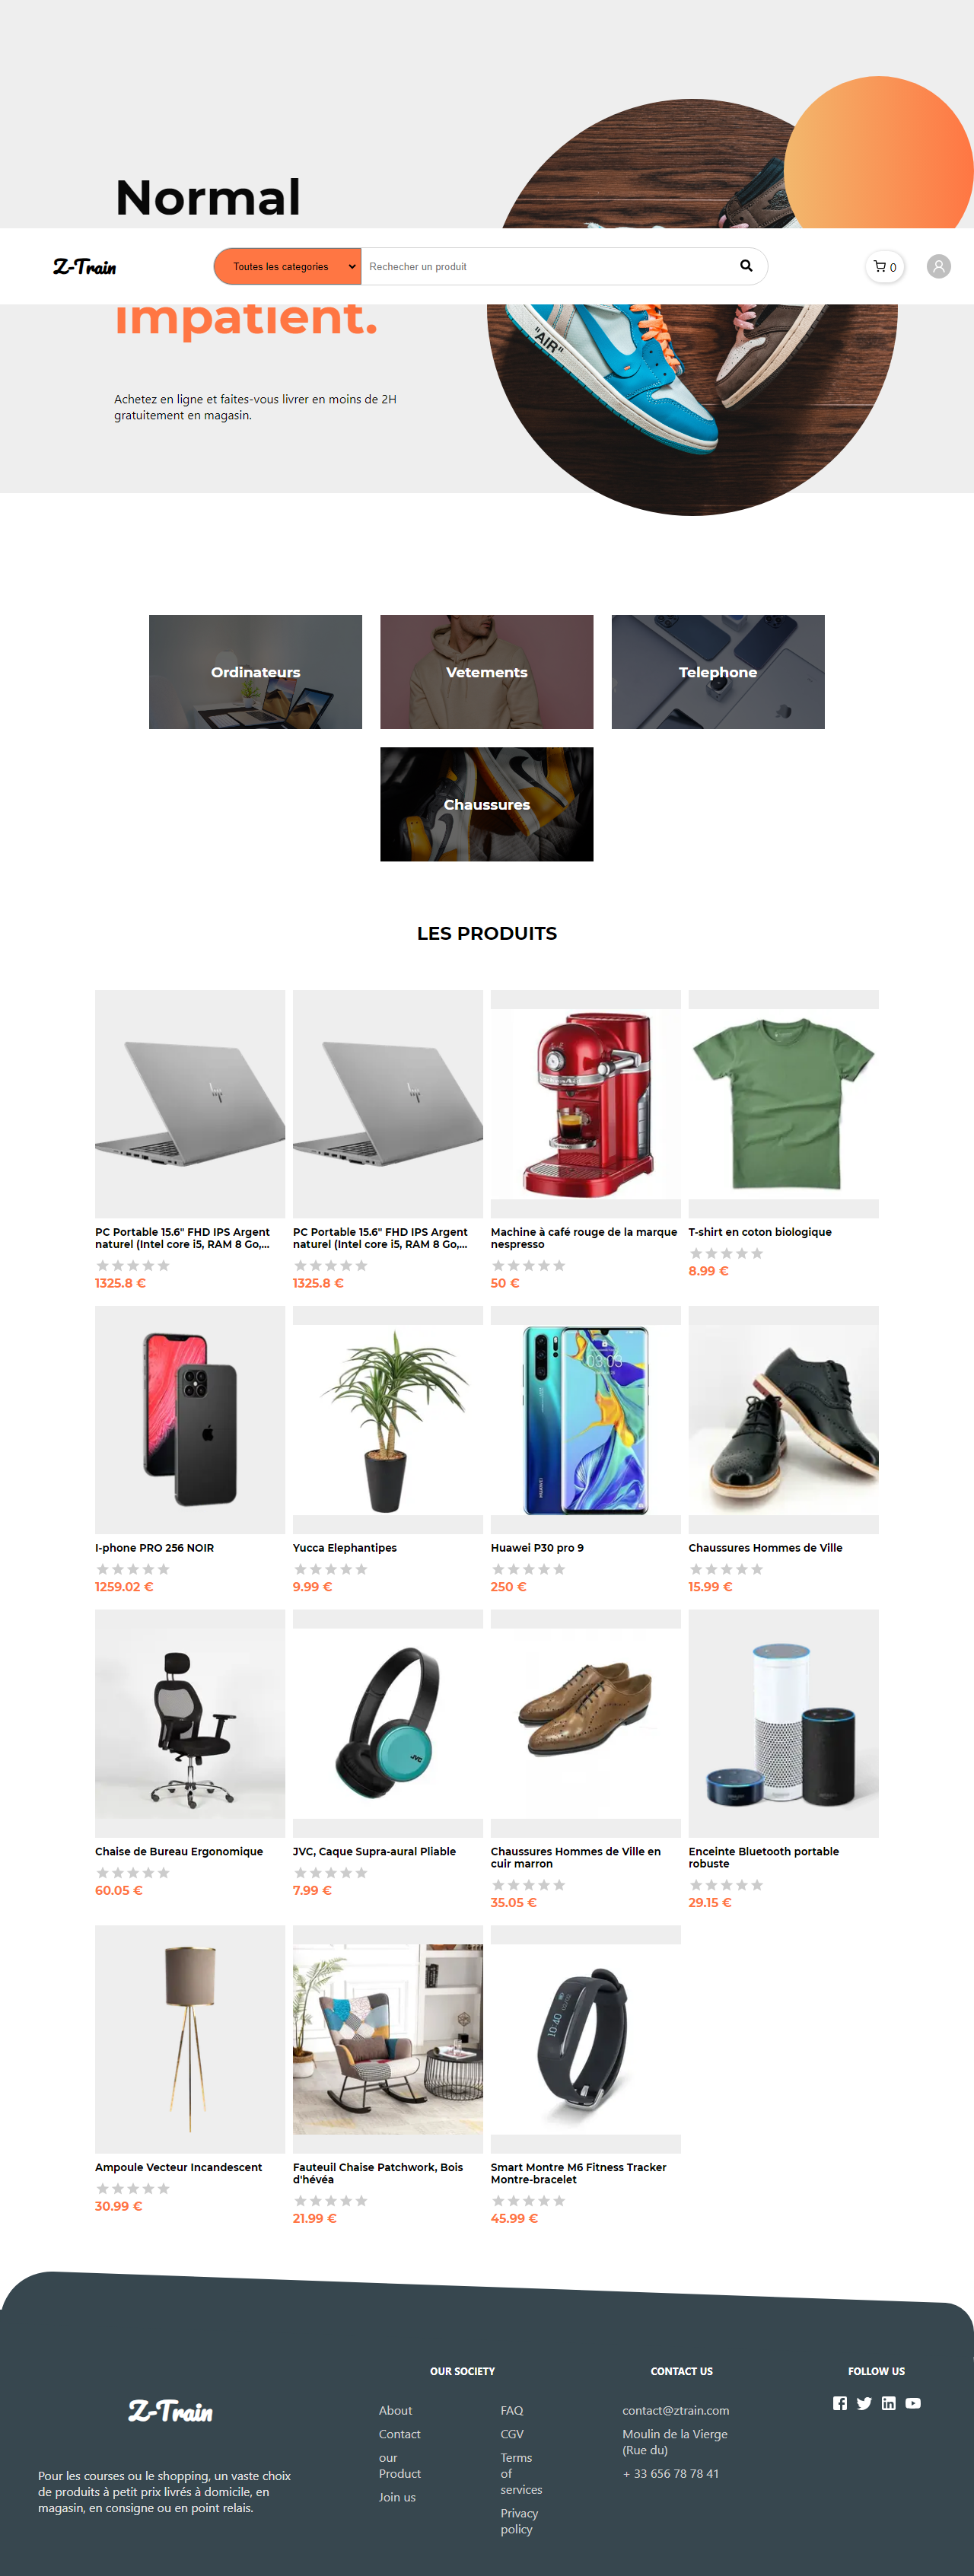 Normal
Z-Train
Toutes les categories
Rechecher un produit
0
impatient.
"AIR"
Achetez en ligne et faites-vous livrer en moins de 2H
gratuitement en magasin.
Ordinateurs
Vetements
Telephone
Chaussures
LES PRODUITS
PC Portable 15.6" FHD IPS Argent
naturel (Intel core i5, RAM 8 Go,...
1325.8 €
PC Portable 15.6" FHD IPS Argent
naturel (Intel core i5, RAM 8 Go,...
1325.8 €
Machine à café rouge de la marque
nespresso
50 €
T-shirt en coton biologique
8.99 €
03:03
HUAWEI
I-phone PRO 256 NOIR
1259.02 €
Yucca Elephantipes
9.99 €
Huawei P30 pro 9
250 €
Chaussures Hommes de Ville
15.99 €
JVC
Chaise de Bureau Ergonomique
60.05 €
JVC, Caque Supra-aural Pliable
7.99 €
Chaussures Hommes de Ville en
cuir marron
35.05 €
Enceinte Bluetooth portable
robuste
29.15 €
10:40
Ampoule Vecteur Incandescent
30.99 €
Fauteuil Chaise Patchwork, Bois
d'hévéa
21.99 €
Smart Montre M6 Fitness Tracker
Montre-bracelet
45.99 €
Z-Train
Pour les courses ou le shopping, un vaste choix
de produits à petit prix livrés à domicile, en
magasin, en consigne ou en point relais.
OUR SOCIETY
About
Contact
our
Product
Join us
FAQ
CGV
Terms
of
services
Privacy
policy
CONTACT US
contact@ztrain.com
Moulin de la Vierge
(Rue du)
+ 33 656 78 78 41
FOLLOW US